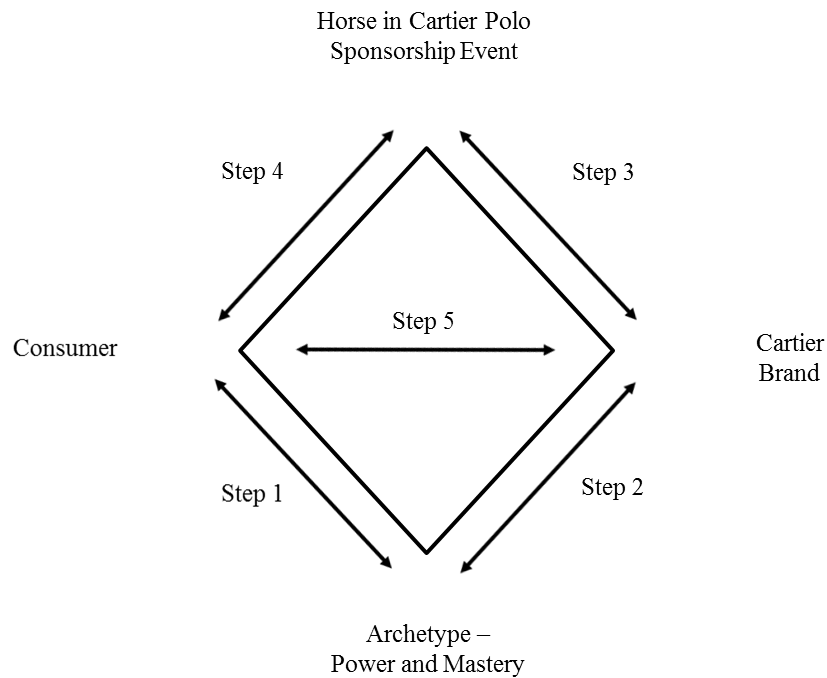 Horse in Cartier Polo
Sponsorship Event
Step 4
Step 3
Step 5
Consumer
Cartier
Brand
Step 1
Step 2
Archetype –
Power and Mastery